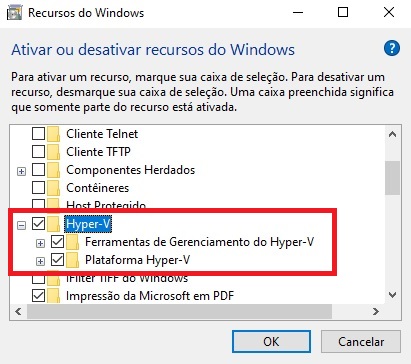 Recursos do Windows
Ativar ou desativar recursos do Windows
Para ativar um recurso, marque sua caixa de seleção. Para desativar um
recurso, desmarque sua caixa de seleção. Uma caixa preenchida significa
que somente parte do recurso está ativada.
Cliente Telnet
Cliente TFTP
Componentes Herdados
Contêineres
Host Protegido
Hyper-V
Ferramentas de Gerenciamento do Hyper-V
Plataforma Hyper-V
iFilter TIFF do Windows
Impressão da Microsoft em PDF
OK
Cancelar